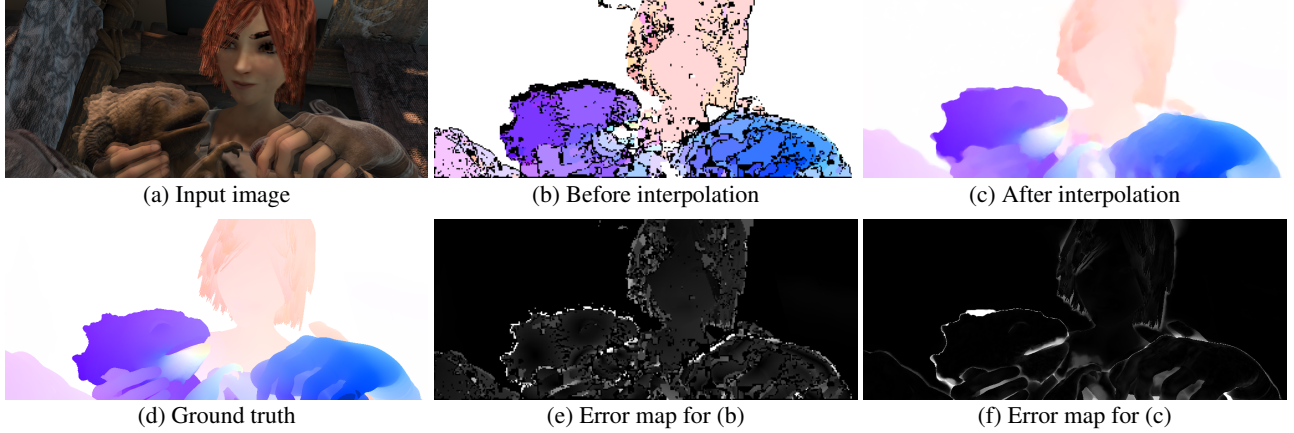 (a) Input image
(b) Before interpolation
(c) After interpolation
(d) Ground truth
(e) Error map for (b)
(f) Error map for (c)